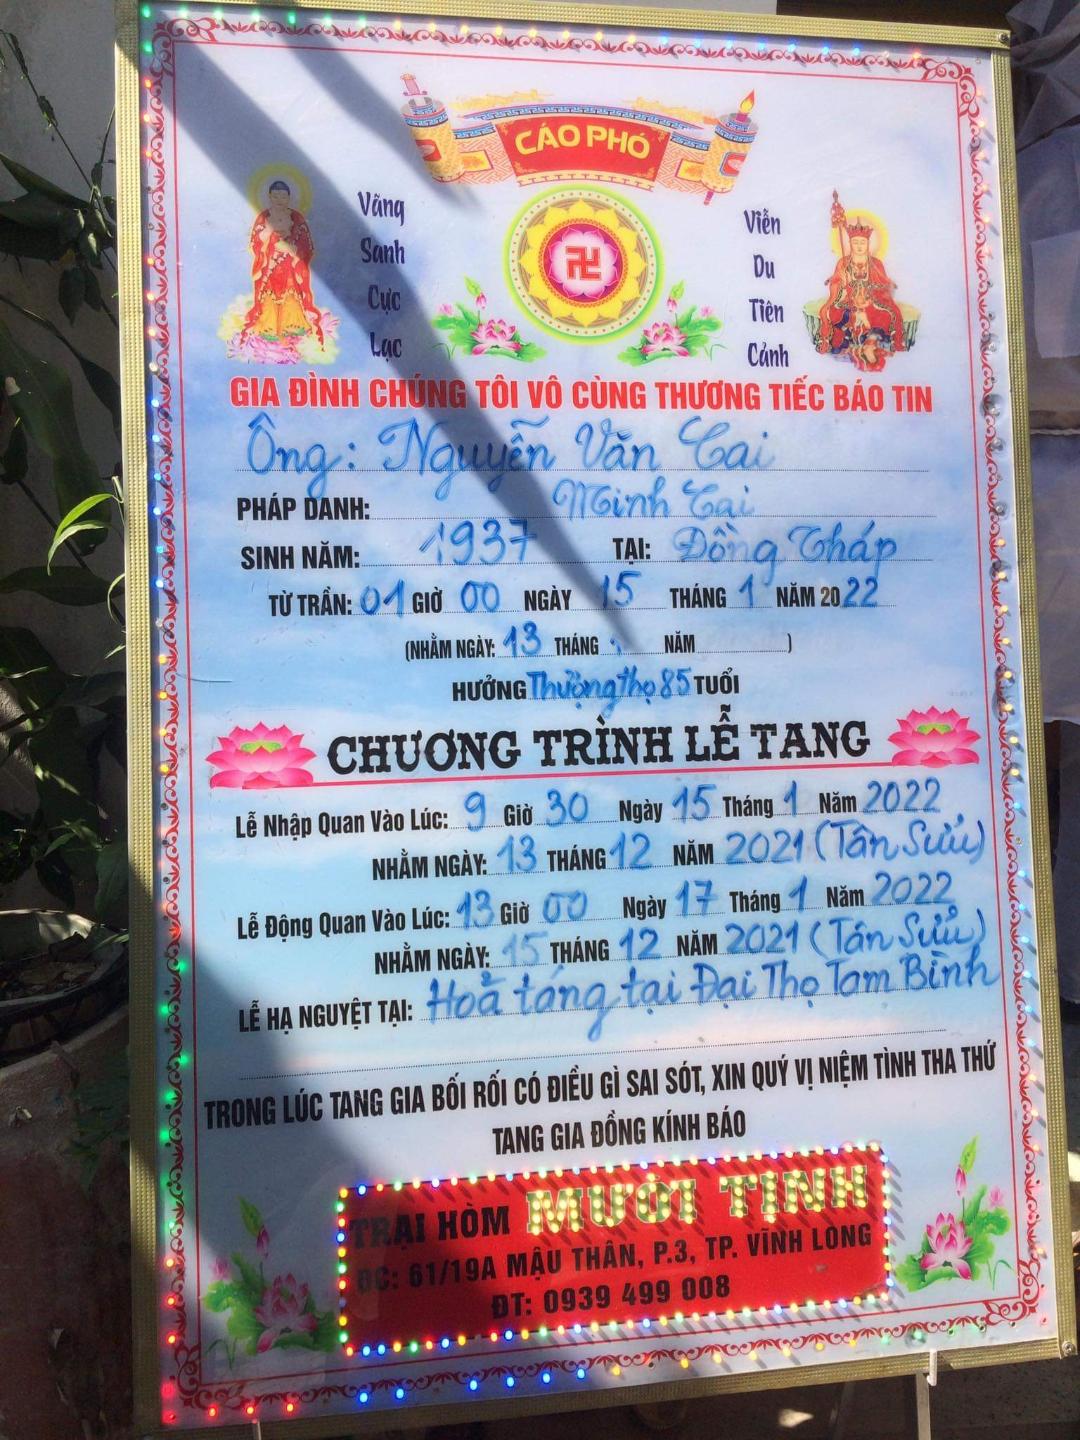 CÁO PHÓ
Vãng
Sanh
Cực
Lạc
Viễn
Du
Tiên
Cảnh
GIA ĐÌNH CHÚNG TÔI VÔ CÙNG THƯƠNG TIẾC BÁO TIN
Ông: Nguyễn Văn Cai
PHÁP DANH: Minh Cai
SINH NĂM: 1937 TẠI: Đồng Tháp
TỪ TRẦN: 01 GIỜ 00 NGÀY 15 THÁNG 1 NĂM 2022
(NHẰM NGÀY: 13 THÁNG NĂM )
HƯỞNG Thượng thọ 85 TUỔI
CHƯƠNG TRÌNH LỄ TANG
Lễ Nhập Quan Vào Lúc: 9 Giờ 30 Ngày 15 Tháng 1 Năm 2022
NHẰM NGÀY: 13 THÁNG 12 NĂM 2021 (Tân Sửu)
Lễ Động Quan Vào Lúc: 13 Giờ 00 Ngày 17 Tháng 1 Năm 2022
NHẰM NGÀY: 15 THÁNG 12 NĂM 2021 (Tân Sửu)
LỄ HẠ NGUYỆT TẠI: Hoả táng tại Đại Thọ Tam Bình
TRONG LÚC TANG GIA BỐI RỐI CÓ ĐIỀU GÌ SAI SÓT, XIN QUÝ VỊ NIỆM TÌNH THA THỨ
TANG GIA ĐỒNG KÍNH BÁO
TRẠI HÒM MƯỜI TỊNH
ĐC: 61/19A MẬU THÂN, P.3, TP. VĨNH LONG
ĐT: 0939 499 008